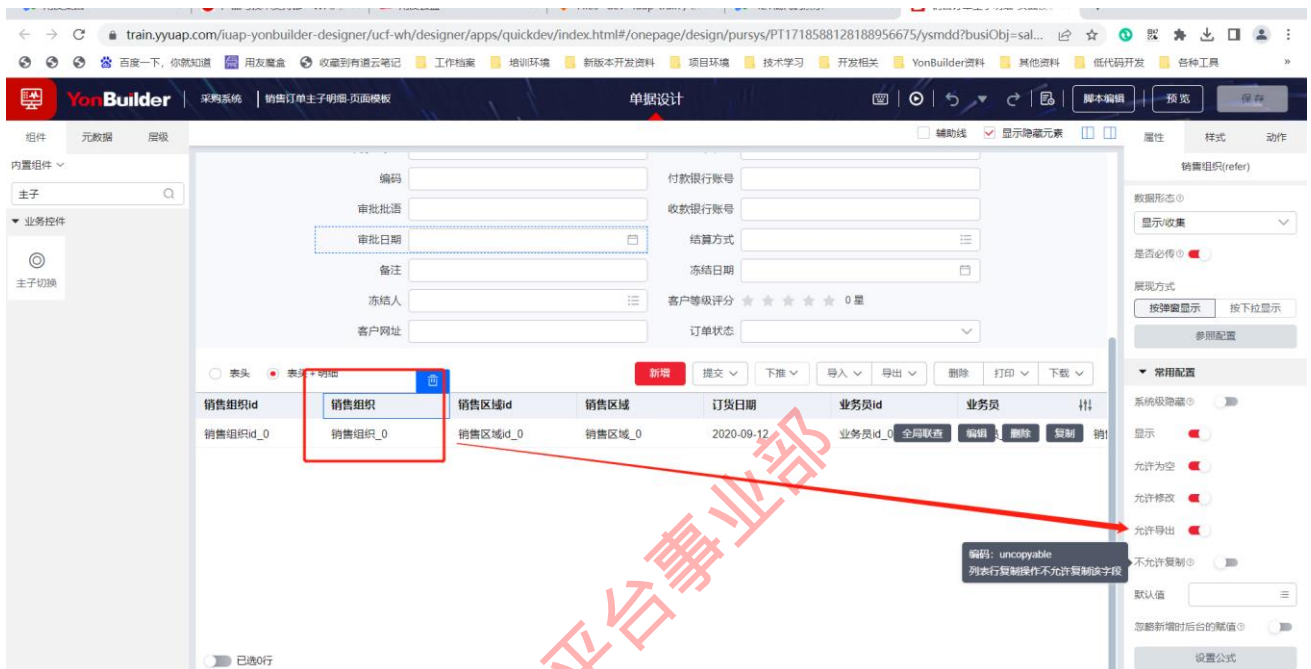 train.yyuap.com/iuap-yonbuilder-designer/ucf-wh/designer/apps/quickdev/index.html#/onepage/design/pursys/PT1718588128188956675/ysmdd?busiObj=sal...
百度一下，你就知道 用友魔盒 收藏到有道云笔记 工作档案 培训环境 新版本开发资料 项目环境 技术学习 开发相关 YonBuilder资料 其他资料 低代码开发 各种工具 »
YonBuilder 采购系统 销售订单主子明细-页面模板 单据设计 脚本编辑 预览 保存
组件 元数据 层级 辅助线 显示隐藏元素 属性 样式 动作
内置组件 销售组织(refer)
主子
业务控件
主子切换
编码 付款银行账号
审批批语 收款银行账号
审批日期 结算方式
备注 冻结日期
冻结人 客户等级评分 0 星
客户网址 订单状态
数据形态
显示/收集
是否必传
展现方式
按弹窗显示 按下拉显示
参照配置
表头 表头+明细 新增 提交 下推 导入 导出 删除 打印 下载
销售组织id 销售组织 销售区域id 销售区域 订货日期 业务员id 业务员
销售组织id_0 销售组织_0 销售区域id_0 销售区域_0 2020-09-12 业务员id_0 全局联查 编辑 删除 复制
常用配置
系统级隐藏
显示
允许为空
允许修改
允许导出
不允许复制
编码：uncopyable
列表行复制操作不允许复制该字段
默认值
忽略新增时后台的赋值
设置公式
已选0行
平台事业部